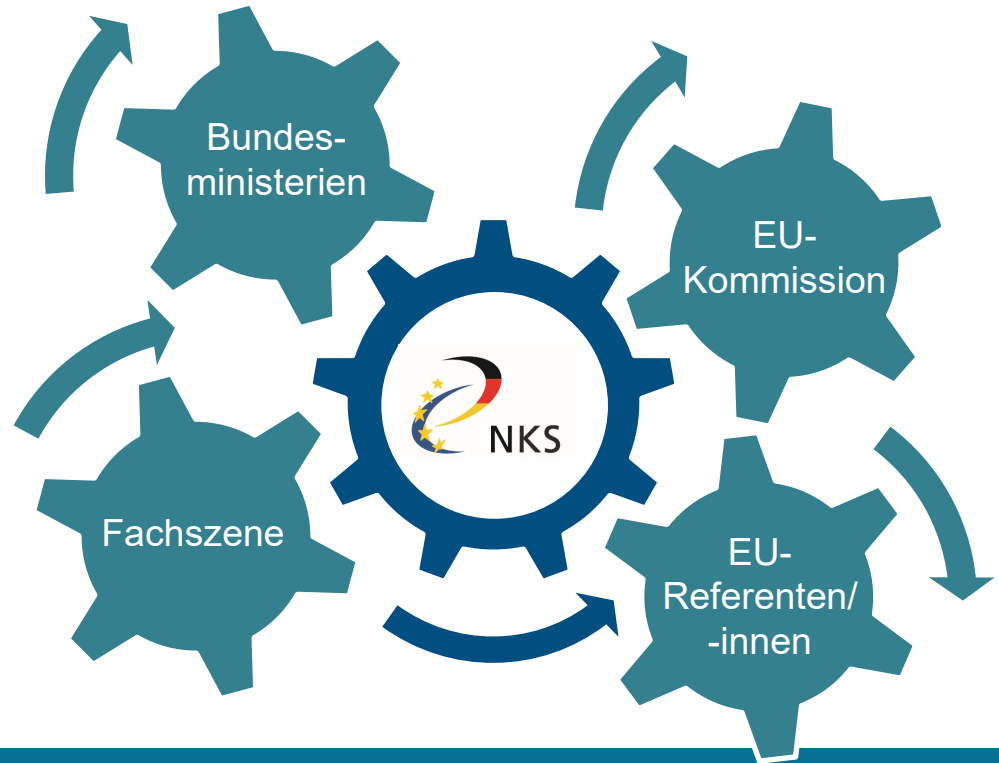 Bundes-
ministerien
EU-
Kommission
NKS
Fachszene
EU-
Referenten/
-innen